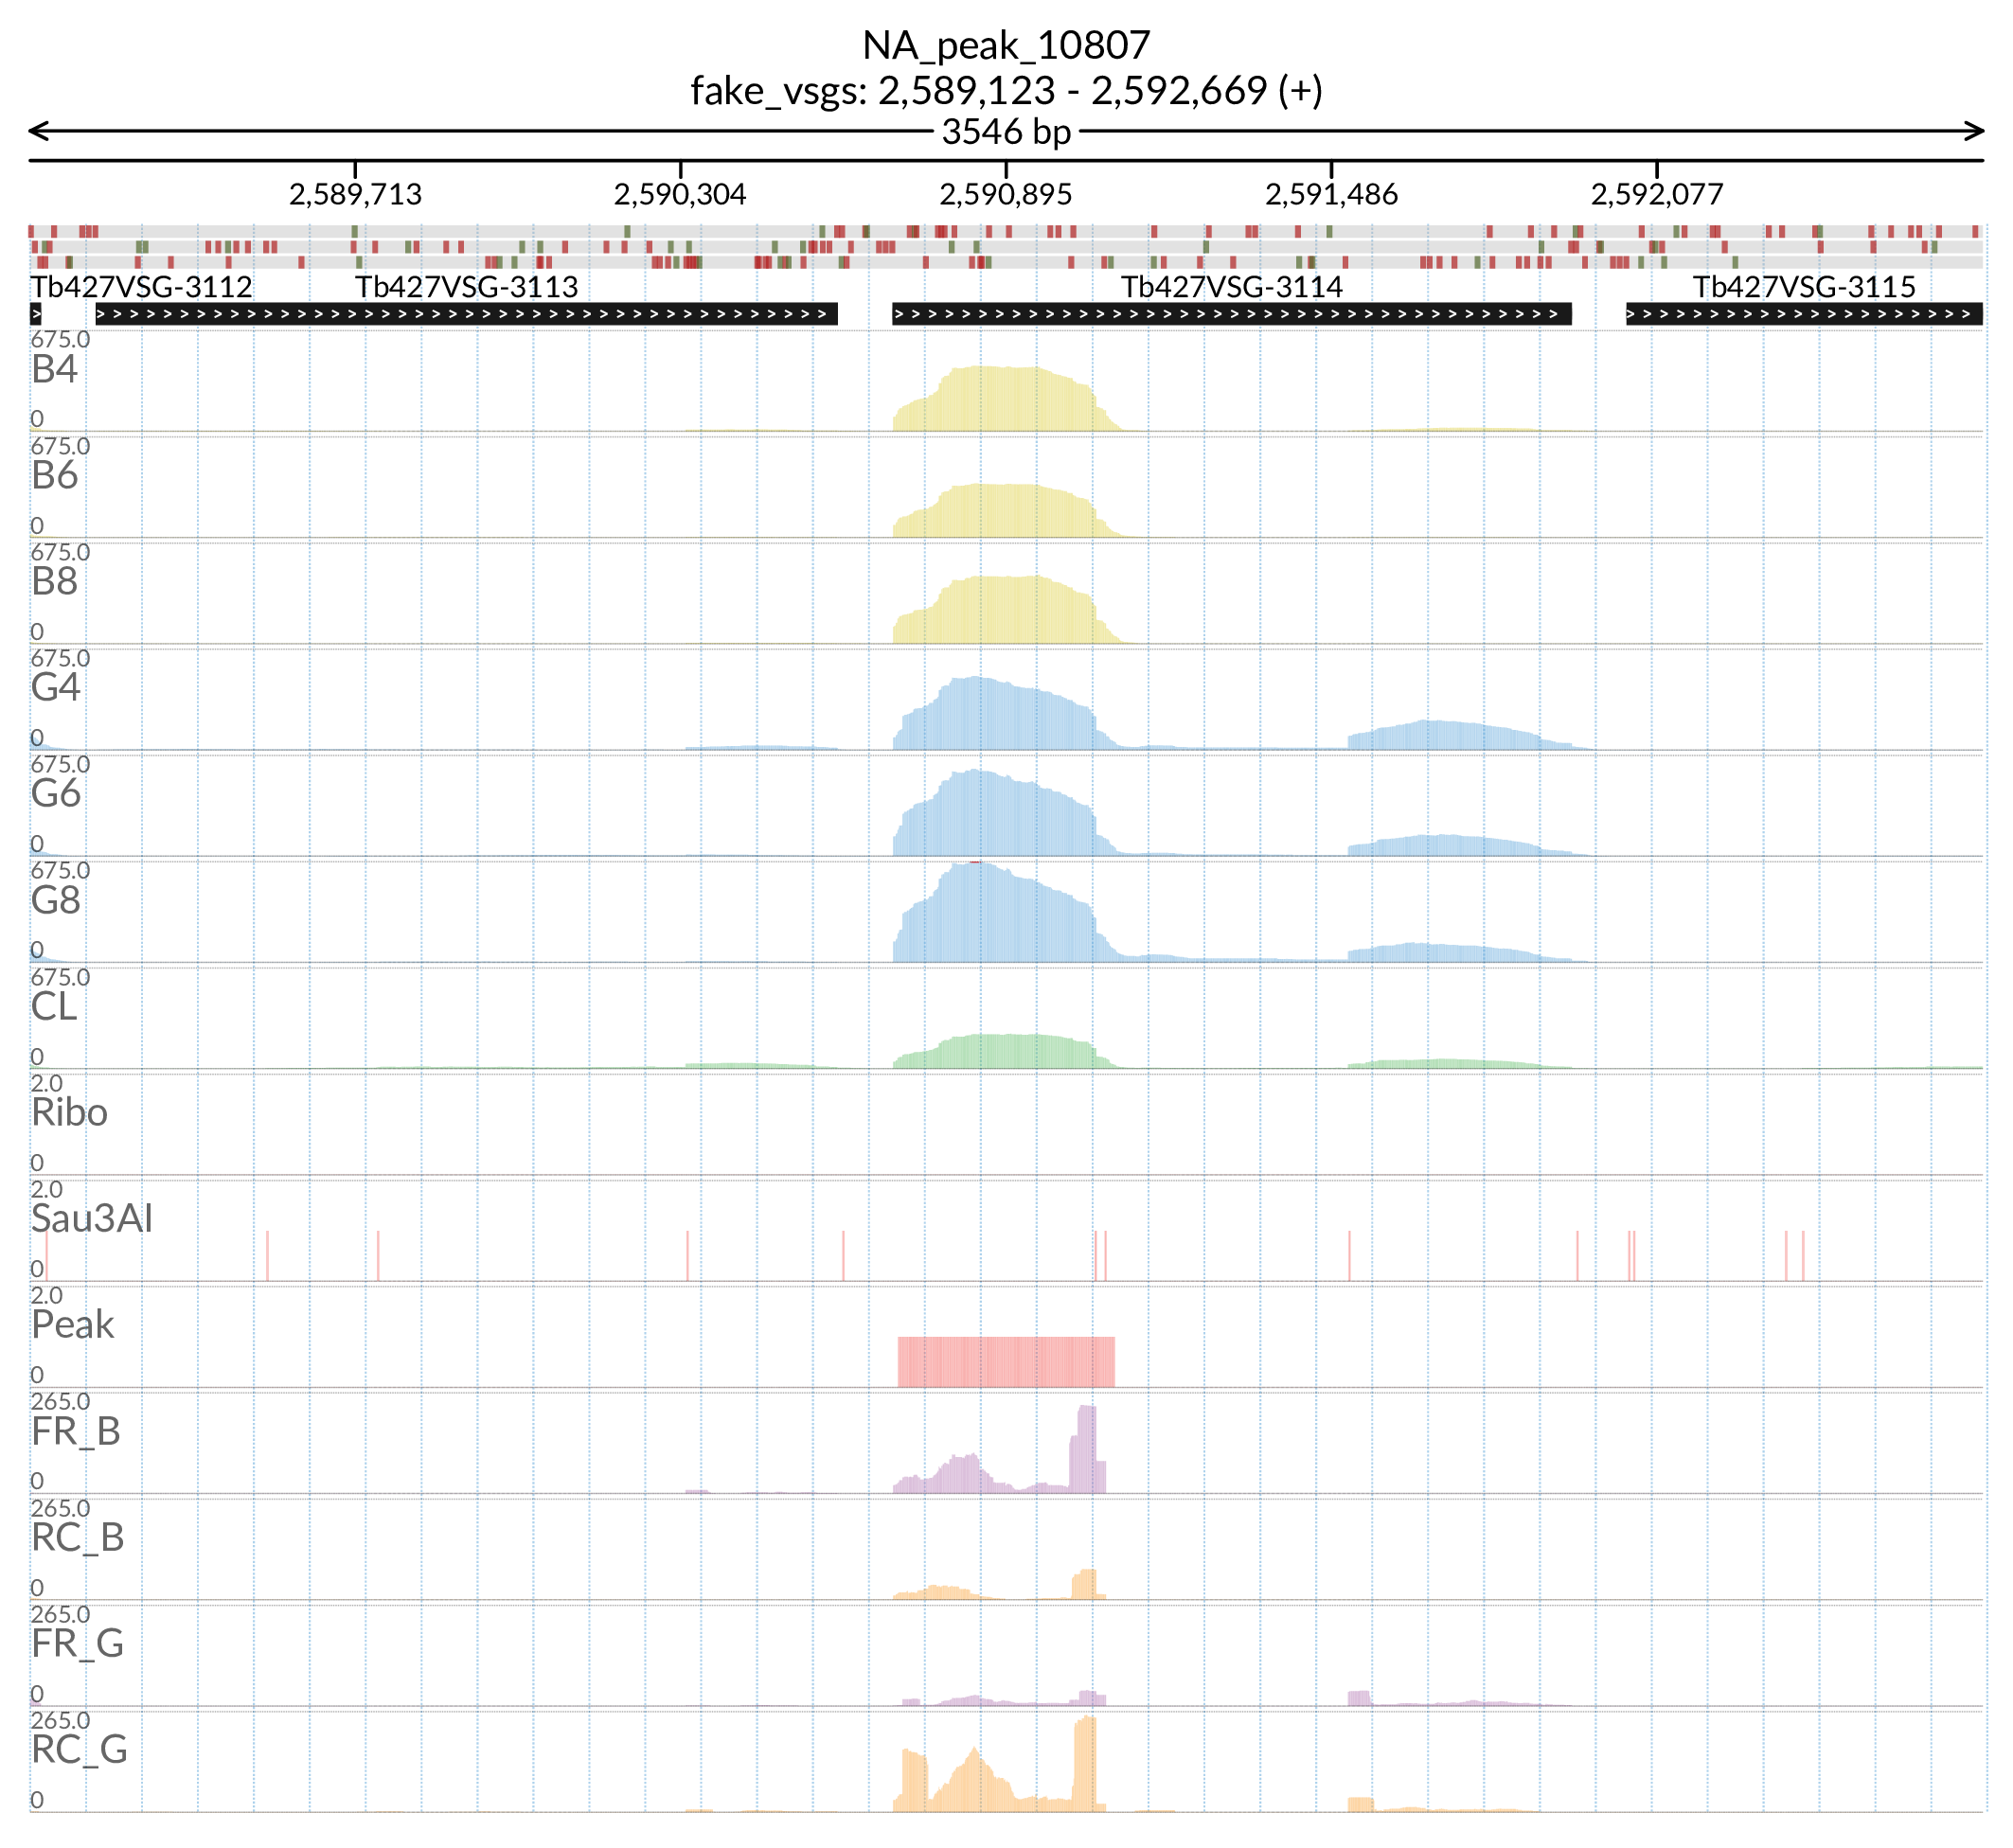 NA_peak_10807
fake_vsgs: 2,589,123 - 2,592,669 (+)
3546 bp
2,589,713 2,590,304 2,590,895 2,591,486 2,592,077
Tb427VSG-3112 Tb427VSG-3113 Tb427VSG-3114 Tb427VSG-3115
675.0
B4
0
675.0
B6
0
675.0
B8
0
675.0
G4
0
675.0
G6
0
675.0
G8
0
675.0
CL
0
2.0
Ribo
0
2.0
Sau3AI
0
2.0
Peak
0
265.0
FR_B
0
265.0
RC_B
0
265.0
FR_G
0
265.0
RC_G
0